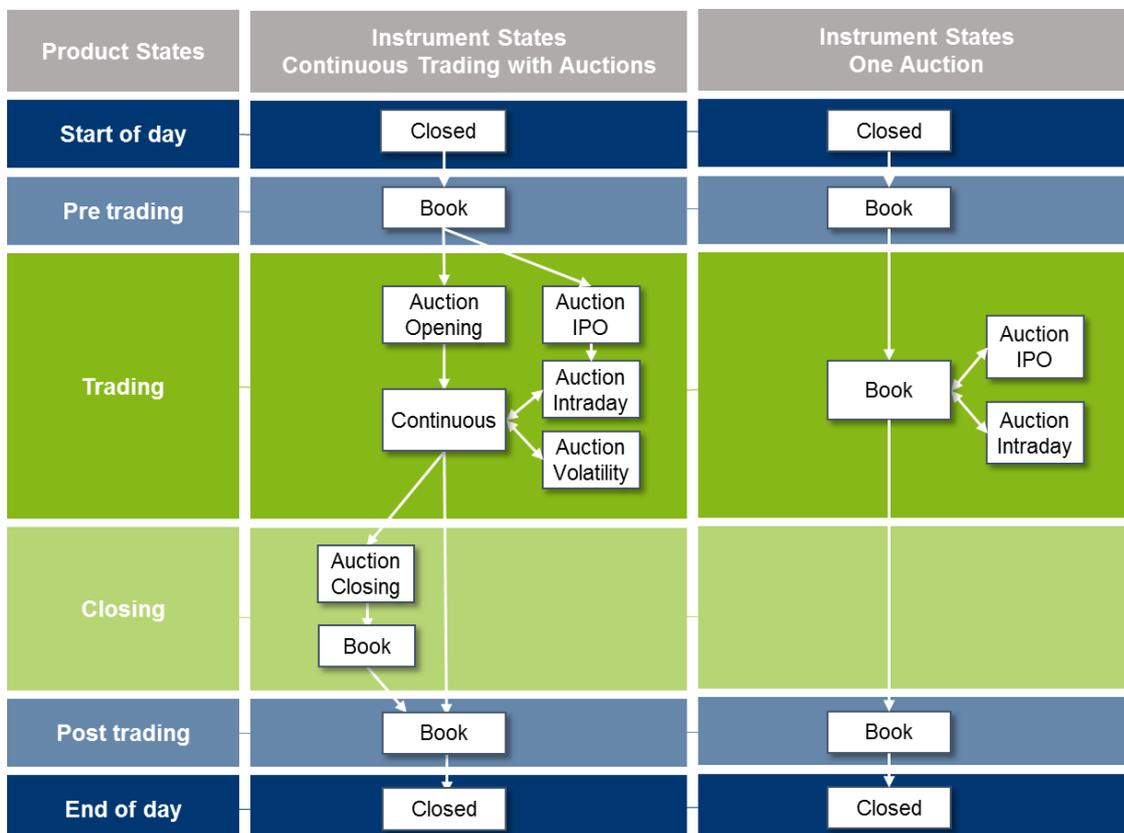 Product States
Instrument States
Continuous Trading with Auctions
Instrument States
One Auction
Start of day
Closed
Closed
Pre trading
Book
Book
Trading
Auction
Opening
Auction
IPO
Continuous
Auction
Intraday
Auction
Volatility
Book
Auction
IPO
Auction
Intraday
Closing
Auction
Closing
Book
Post trading
Book
Book
End of day
Closed
Closed